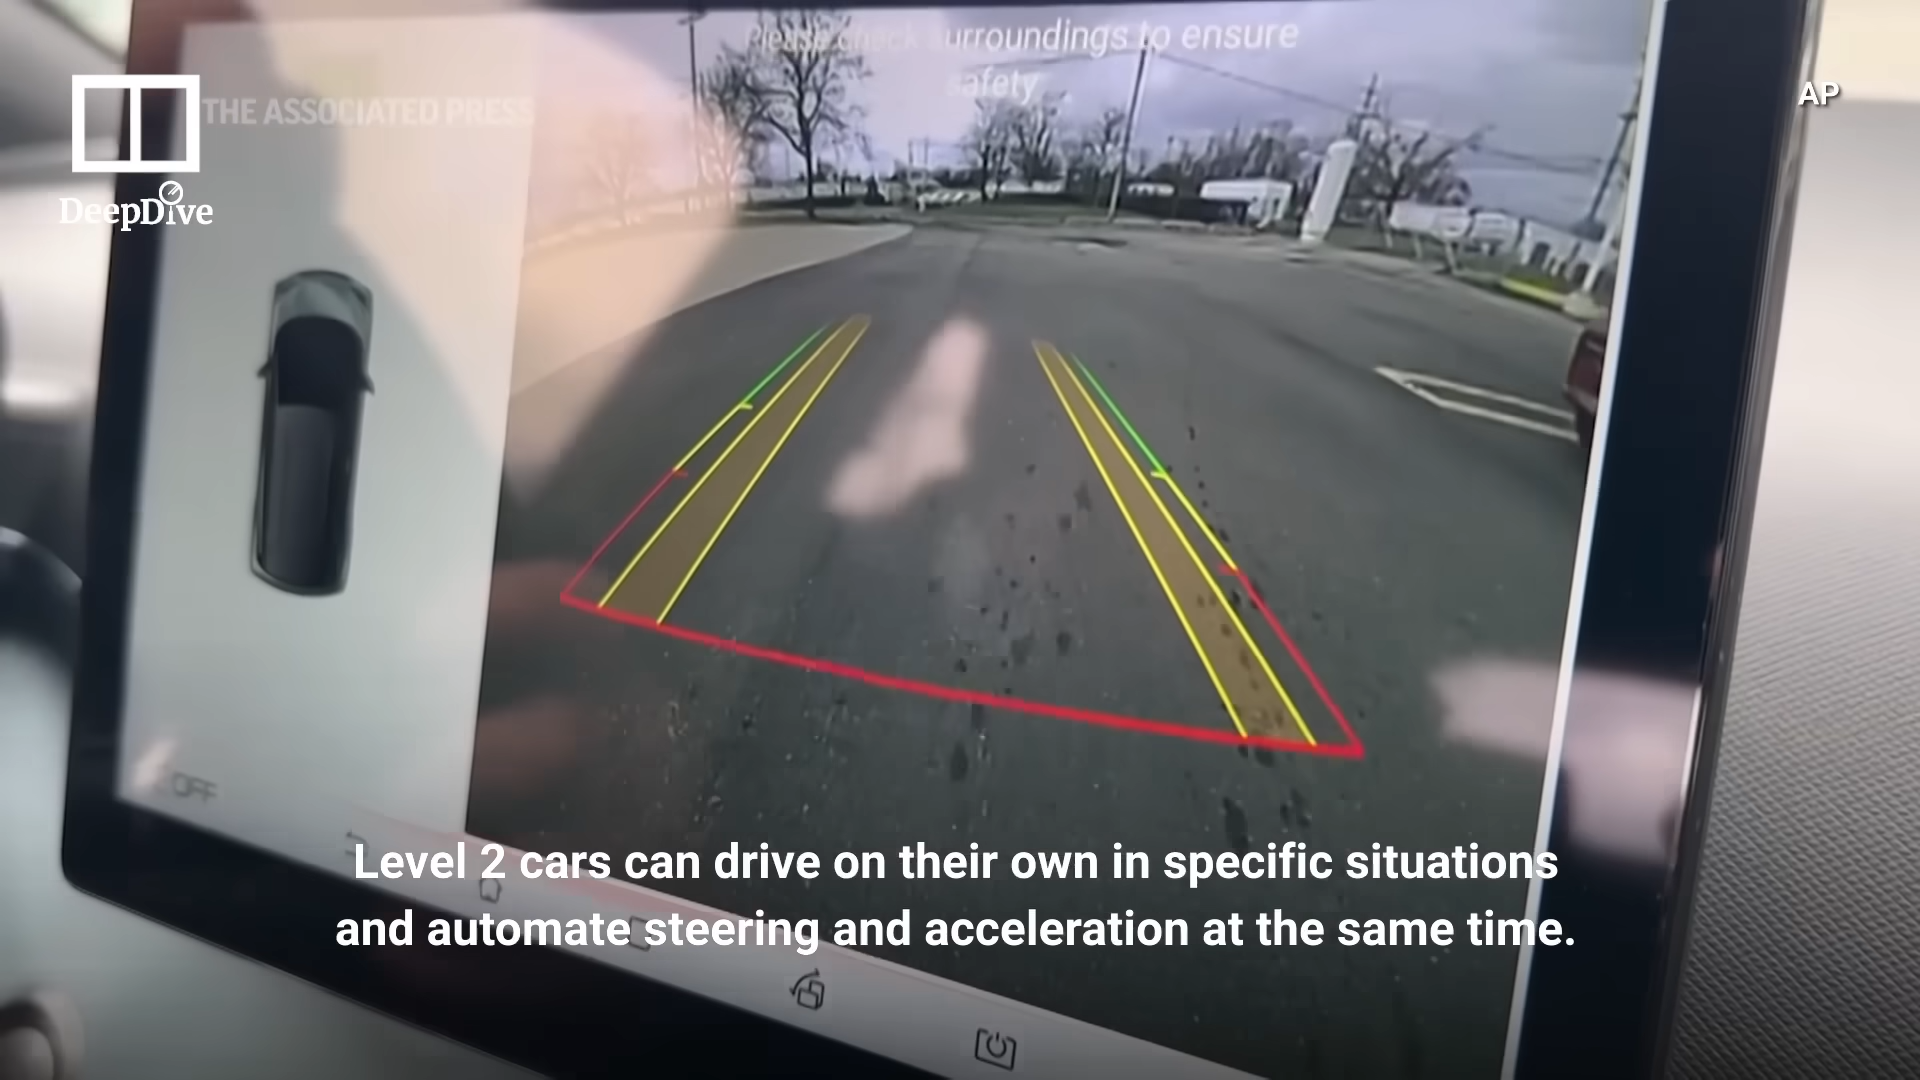 Please check surroundings to ensure
safety
THE ASSOCIATED PRESS
AP
DeepDive
OFF
Level 2 cars can drive on their own in specific situations
and automate steering and acceleration at the same time.